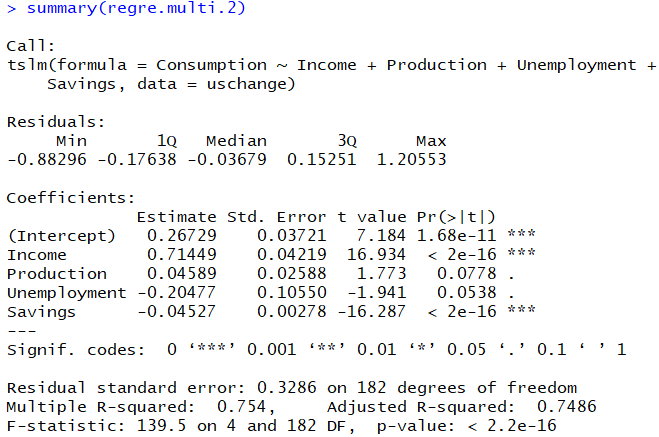 > summary(regre.multi.2)

Call:
tslm(formula = Consumption ~ Income + Production + Unemployment +
    Savings, data = uschange)

Residuals:
     Min       1Q   Median       3Q      Max
-0.88296 -0.17638 -0.03679  0.15251  1.20553

Coefficients:
             Estimate Std. Error t value Pr(>|t|)
(Intercept)   0.26729    0.03721   7.184 1.68e-11 ***
Income        0.71449    0.04219  16.934  < 2e-16 ***
Production    0.04589    0.02588   1.773   0.0778 .
Unemployment -0.20477    0.10550  -1.941   0.0538 .
Savings      -0.04527    0.00278 -16.287  < 2e-16 ***
---
Signif. codes:  0 ‘***’ 0.001 ‘**’ 0.01 ‘*’ 0.05 ‘.’ 0.1 ‘ ’ 1

Residual standard error: 0.3286 on 182 degrees of freedom
Multiple R-squared:  0.754,     Adjusted R-squared:  0.7486
F-statistic: 139.5 on 4 and 182 DF,  p-value: < 2.2e-16